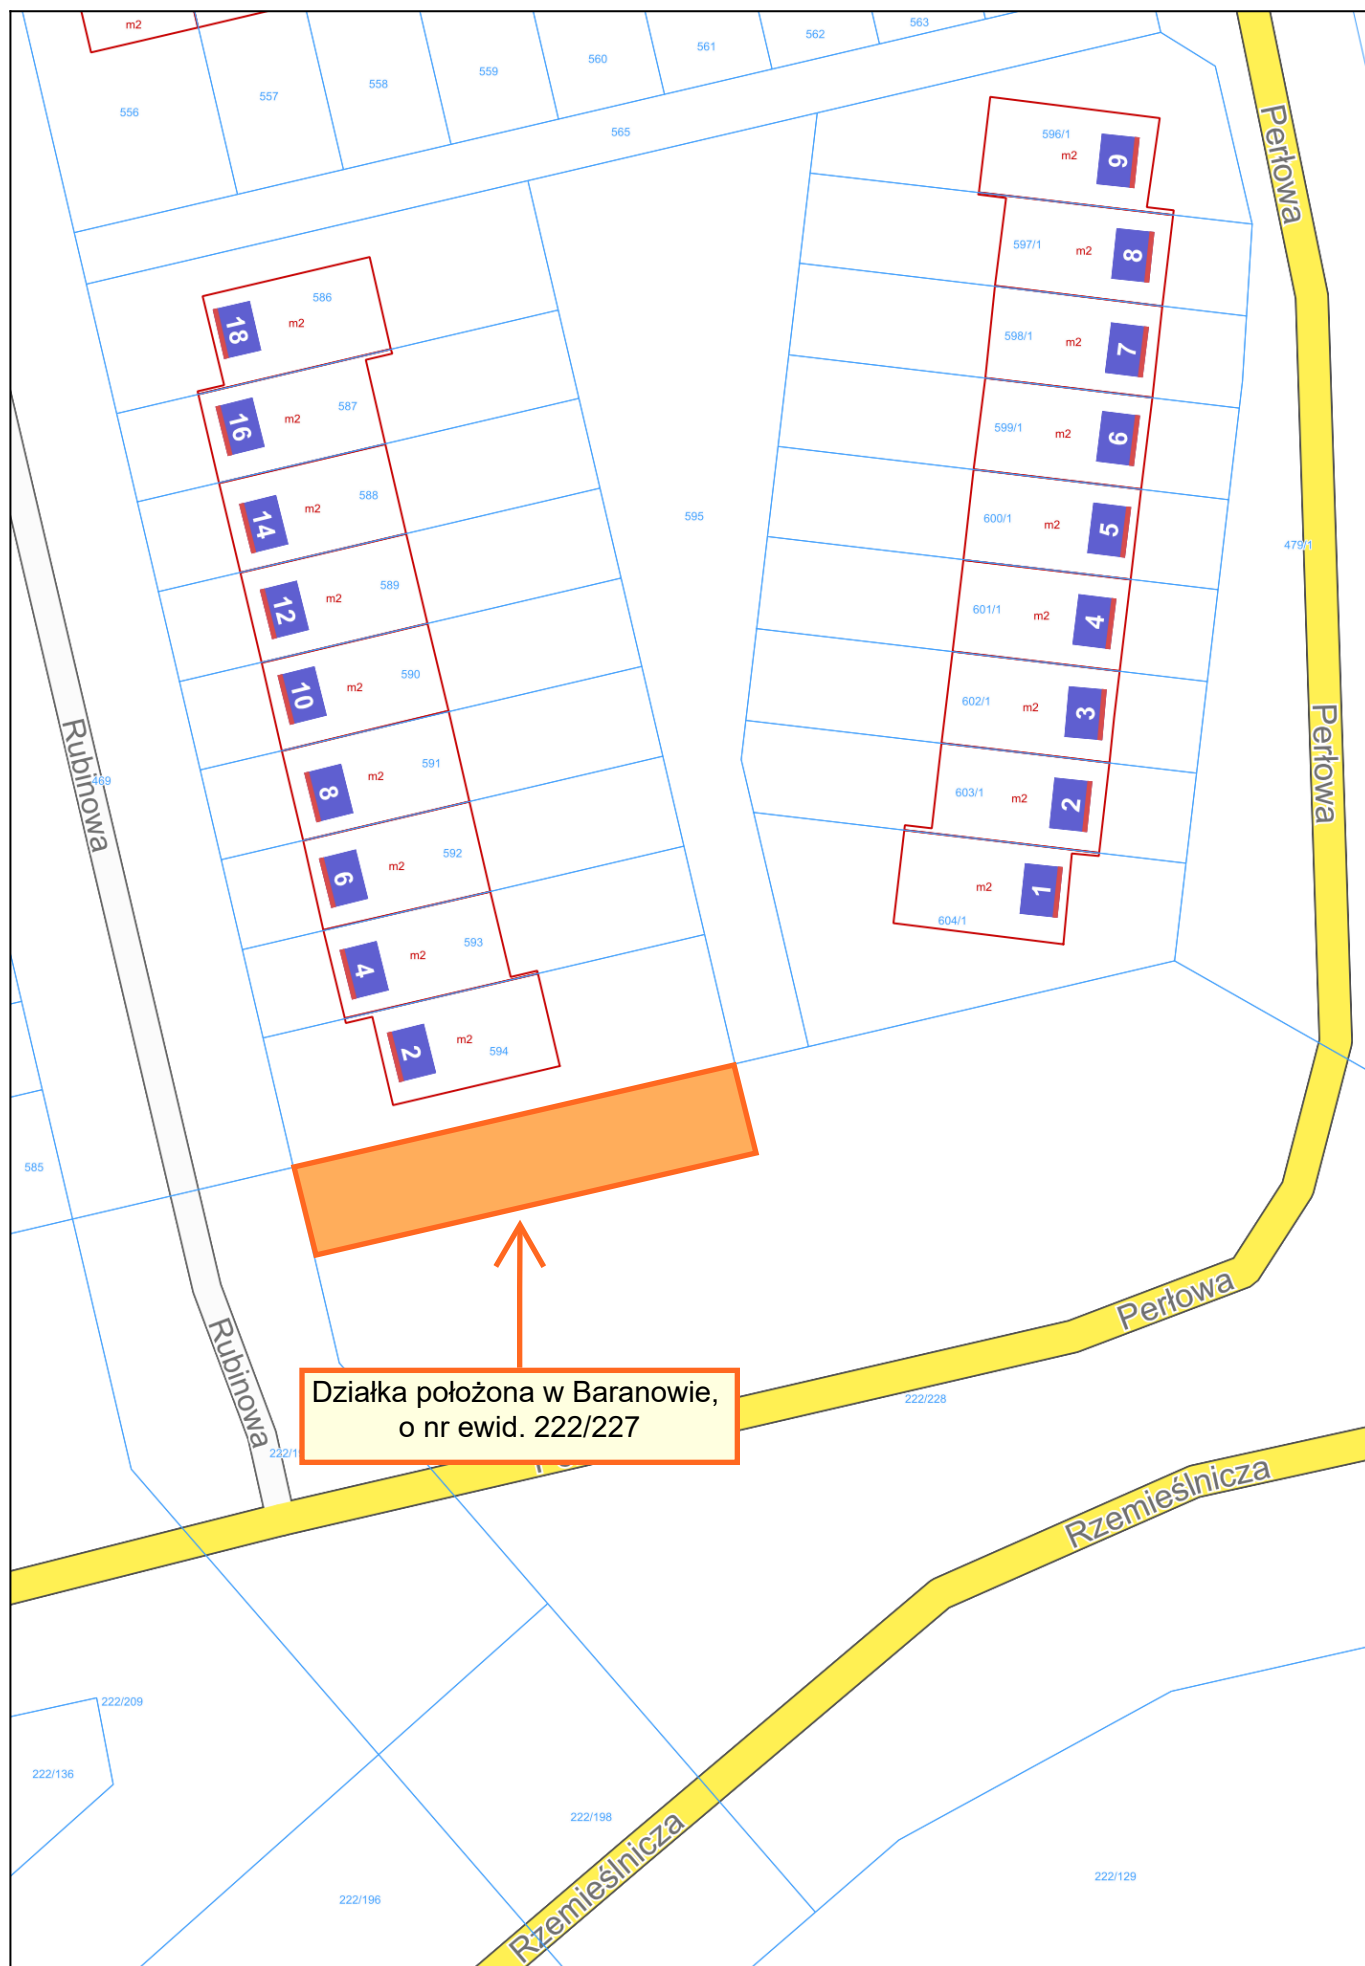 m2
563
562
561
560
559
558
557
556
565
Perłowa
596/1
m2
9
597/1
m2
8
598/1
m2
7
599/1
m2
6
600/1
m2
5
601/1
m2
4
602/1
m2
3
603/1
m2
2
604/1
m2
1
586
m2
18
587
m2
16
588
m2
14
589
m2
12
590
m2
10
591
m2
8
592
m2
6
593
m2
4
594
m2
2
595
479/1
Perłowa
Rubinowa
469
585
Perłowa
Rubinowa
Działka położona w Baranowie,
o nr ewid. 222/227
222/228
Rzemieślnicza
222/209
222/136
222/198
Rzemieślnicza
222/196
222/129